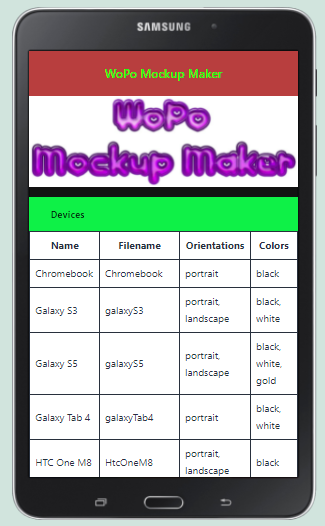 SAMSUNG
WoPo Mockup Maker
WoPo
Mockup Maker
Devices
Name Filename Orientations Colors
Chromebook Chromebook portrait black
Galaxy S3 galaxyS3 portrait, landscape black, white
Galaxy S5 galaxyS5 portrait, landscape black, white, gold
Galaxy Tab 4 galaxyTab4 portrait black, white
HTC One M8 HtcOneM8 portrait, landscape black